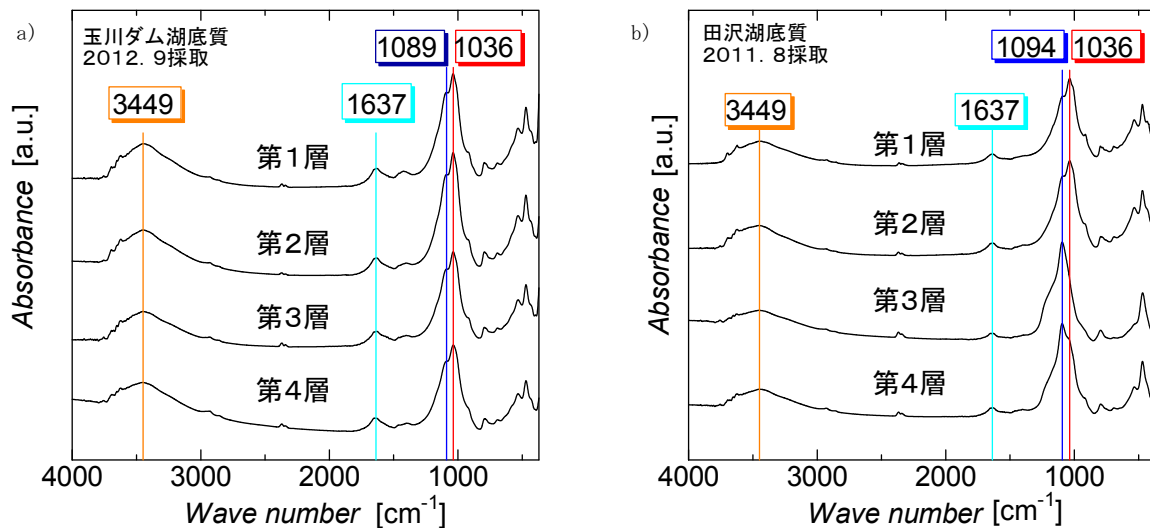 a)
玉川ダム湖底質
2012. 9採取
1089
1036
3449
1637
第1層
第2層
第3層
第4層
Absorbance [a.u.]
4000
3000
2000
1000
Wave number [cm⁻¹]
b)
田沢湖底質
2011. 8採取
1094
1036
3449
1637
第1層
第2層
第3層
第4層
Absorbance [a.u.]
4000
3000
2000
1000
Wave number [cm⁻¹]